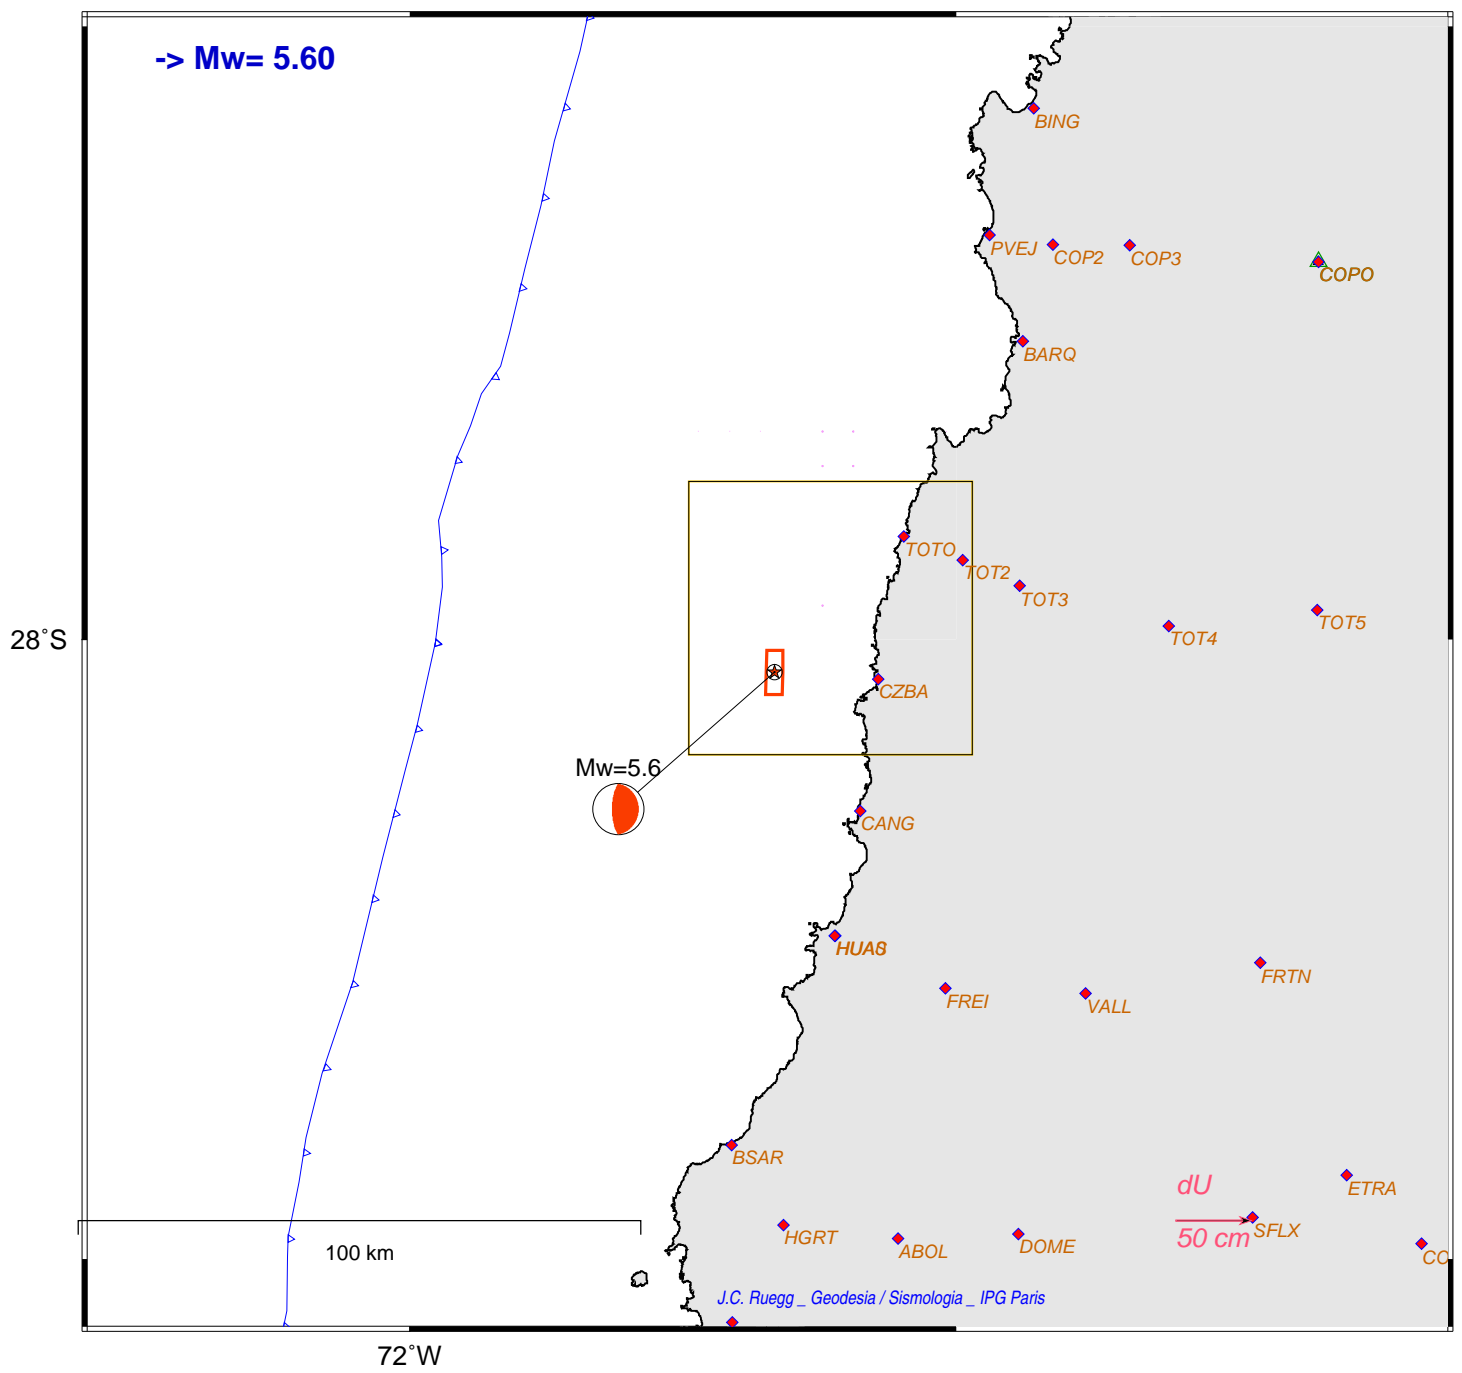 -> Mw= 5.60
BING
PVEJ
COP2
COP3
COPO
BARQ
TOTO
TOT2
TOT3
TOT4
TOT5
28°S
CZBA
Mw=5.6
CANG
FRTN
FREI
VALL
BSAR
dU
ETRA
SFLX
HGRT
ABOL
DOME
50 cm
CO
100 km
J.C. Ruegg _ Geodesia / Sismologia _ IPG Paris
72°W